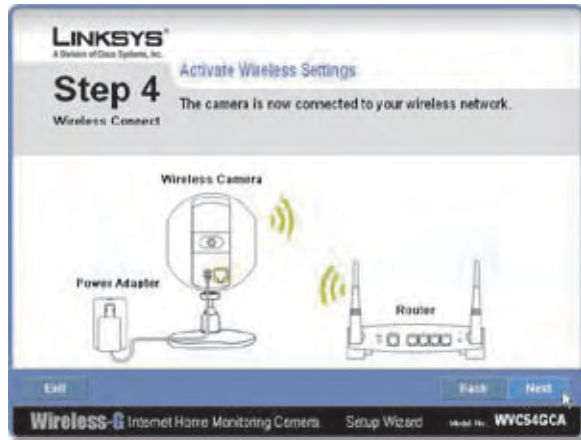 LINKSYS®
A Division of Cisco Systems, Inc.
Step 4
Wireless Connect
Activate Wireless Settings
The camera is now connected to your wireless network.
Wireless Camera
Power Adapter
Router
Exit
Back
Next
Wireless-G Internet Home Monitoring Camera
Setup Wizard
Model No. WVC54GCA